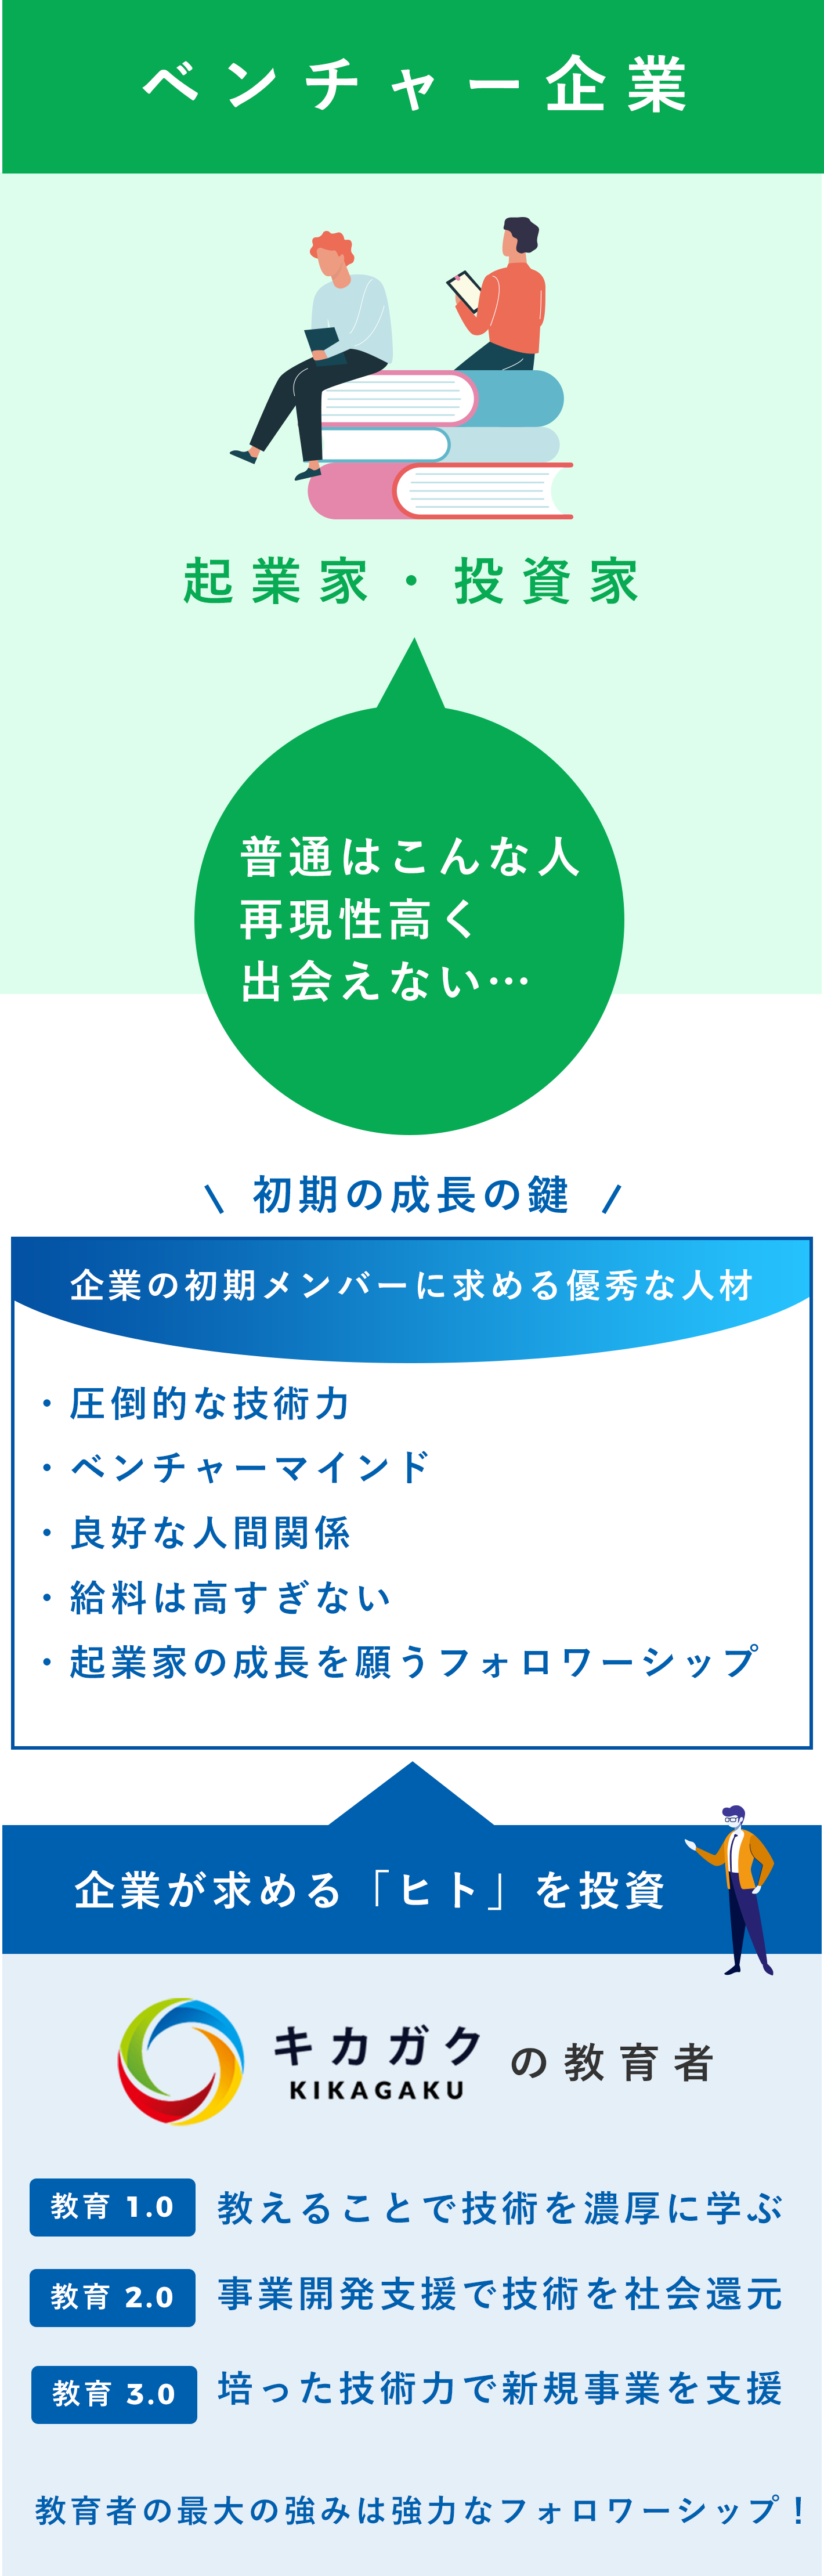 ベンチャー企業
起業家・投資家
普通はこんな人
再現性高く
出会えない…
\ 初期の成長の鍵 /
企業の初期メンバーに求める優秀な人材
・圧倒的な技術力
・ベンチャーマインド
・良好な人間関係
・給料は高すぎない
・起業家の成長を願うフォロワーシップ
企業が求める「ヒト」を投資
キカガク
KIKAGAKU
の教育者
教育 1.0 教えることで技術を濃厚に学ぶ
教育 2.0 事業開発支援で技術を社会還元
教育 3.0 培った技術力で新規事業を支援
教育者の最大の強みは強力なフォロワーシップ！